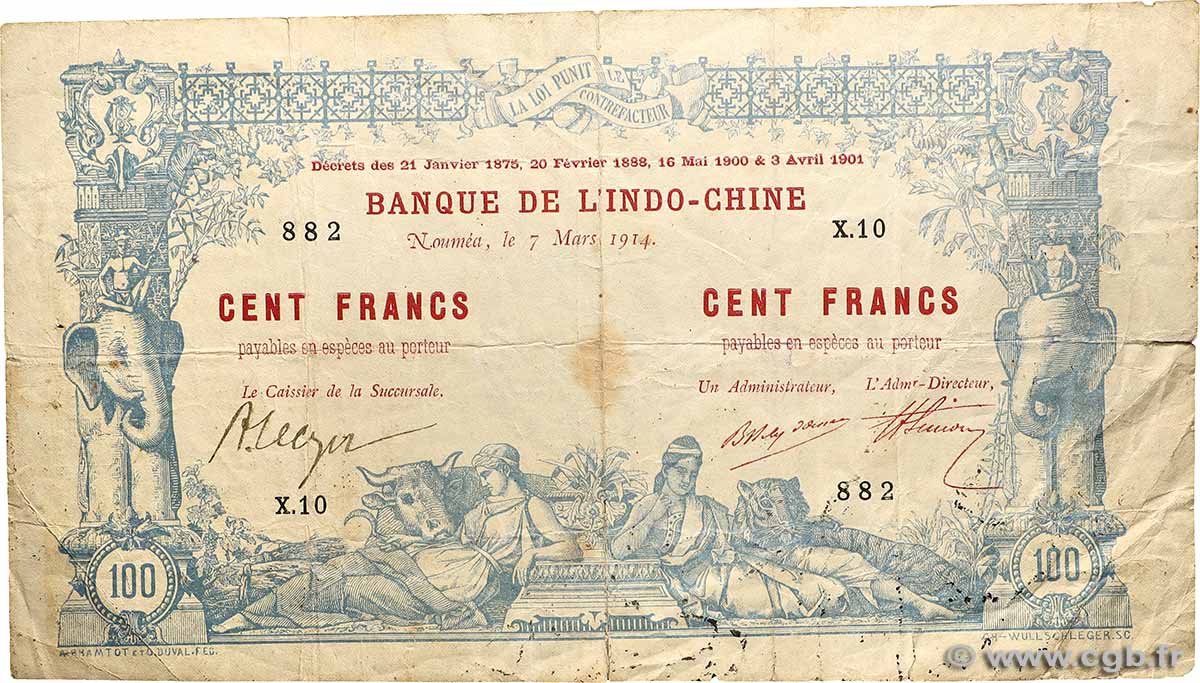 LA LOI PUNIT LE
CONTREFACTEUR
Décrets des 21 Janvier 1875, 20 Février 1888, 16 Mai 1900 & 3 Avril 1901
BANQUE DE L'INDO-CHINE
882 X.10
Nouméa, le 7 Mars 1914.
CENT FRANCS CENT FRANCS
payables en espèces au porteur payables en espèces au porteur
Le Caissier de la Succursale. Un Administrateur, L'Admr-Directeur,
X.10 882
100 100
DUVAL.FEC. WULLSCHLEGER.SC.
© www.cgb.fr